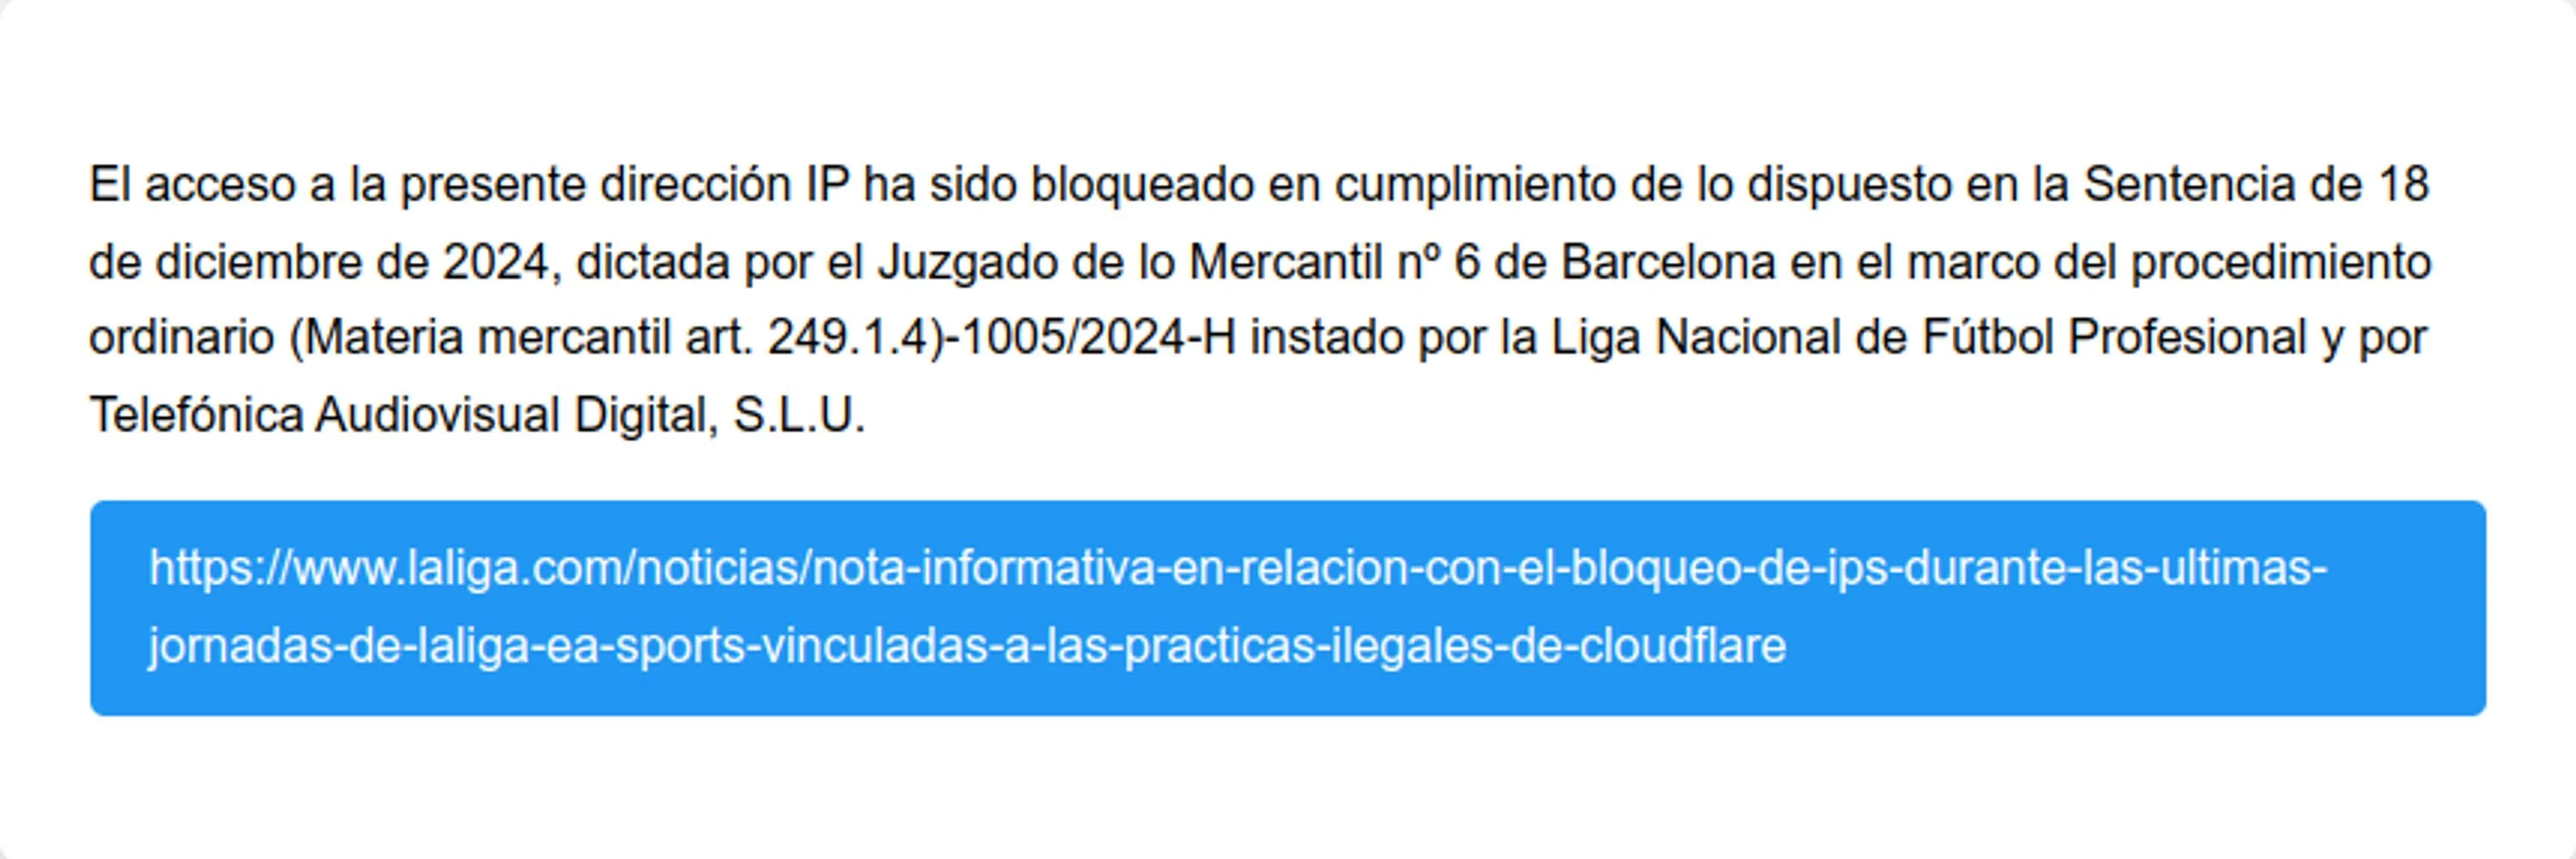 El acceso a la presente dirección IP ha sido bloqueado en cumplimiento de lo dispuesto en la Sentencia de 18
de diciembre de 2024, dictada por el Juzgado de lo Mercantil nº 6 de Barcelona en el marco del procedimiento
ordinario (Materia mercantil art. 249.1.4)-1005/2024-H instado por la Liga Nacional de Fútbol Profesional y por
Telefónica Audiovisual Digital, S.L.U.
https://www.laliga.com/noticias/nota-informativa-en-relacion-con-el-bloqueo-de-ips-durante-las-ultimas-
jornadas-de-laliga-ea-sports-vinculadas-a-las-practicas-ilegales-de-cloudflare